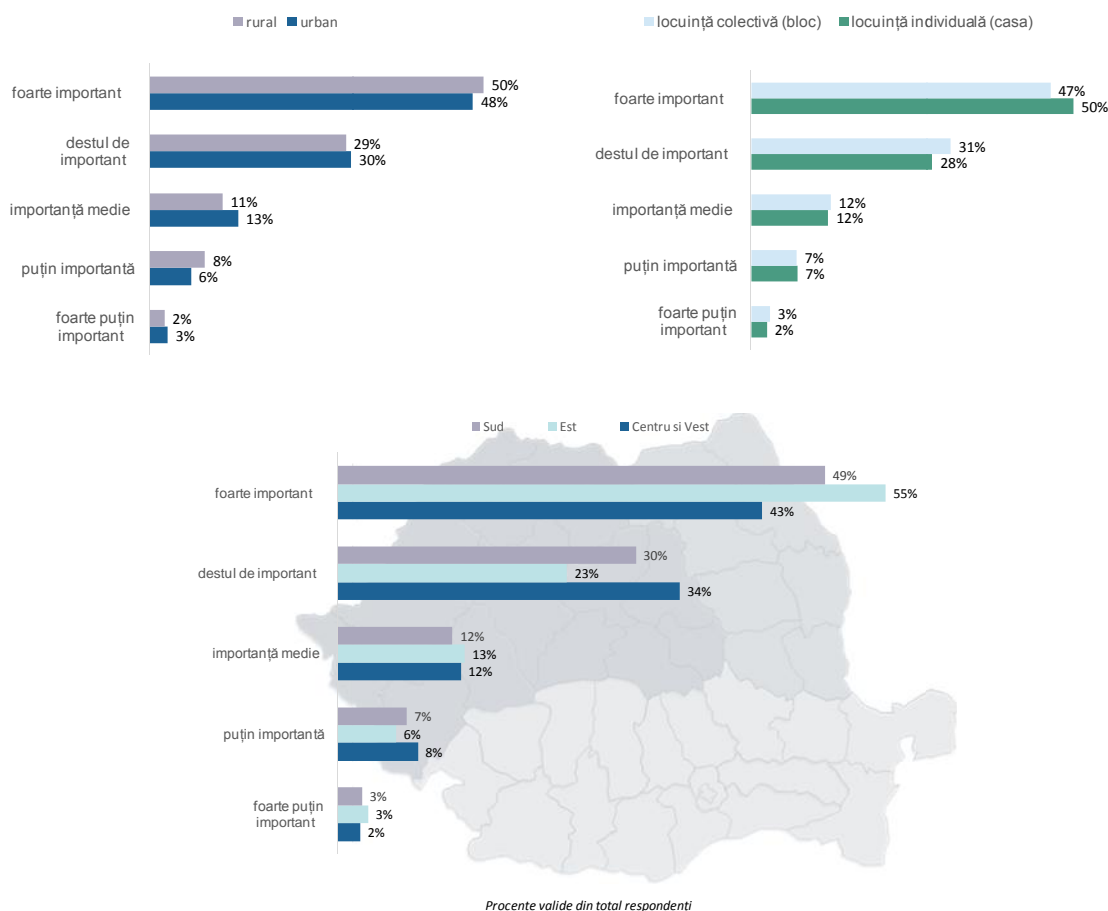 rural urban
foarte important
50%
48%
destul de
important
29%
30%
importanță medie
11%
13%
puțin importantă
8%
6%
foarte puțin
important
2%
3%
locuință colectivă (bloc) locuință individuală (casa)
foarte important
47%
50%
destul de important
31%
28%
importanță medie
12%
12%
puțin importantă
7%
7%
foarte puțin
important
3%
2%
Sud Est Centru si Vest
foarte important
49%
55%
43%
destul de important
30%
23%
34%
importanță medie
12%
13%
12%
puțin importantă
7%
6%
8%
foarte puțin
important
3%
3%
2%
Procente valide din total respondenti